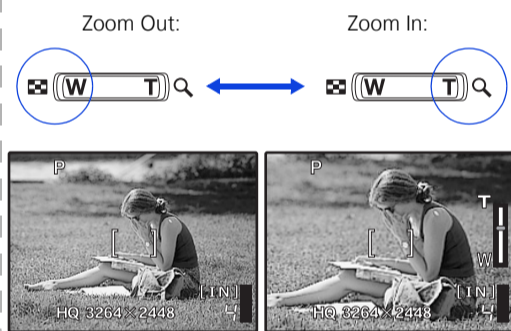 Zoom Out:
Zoom In:
W T
W T
P
[IN]
HQ 3264×2448 4
P
T
W
[IN]
HQ 3264×2448 4